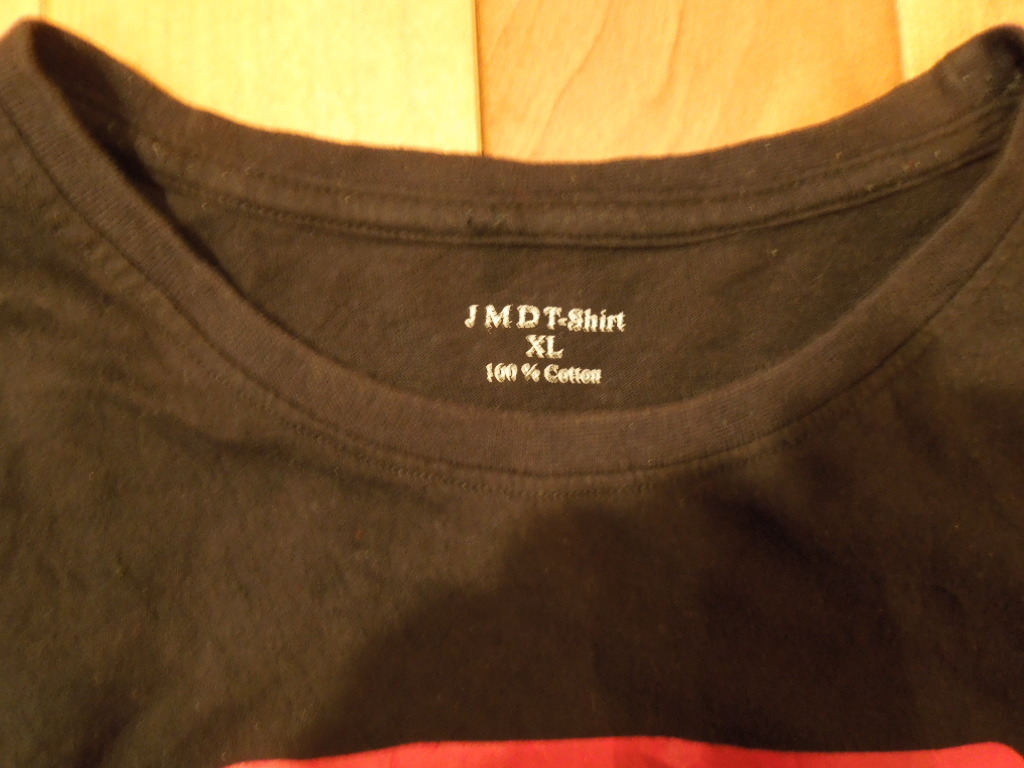 J M D T-Shirt
XL
100 % Cotton